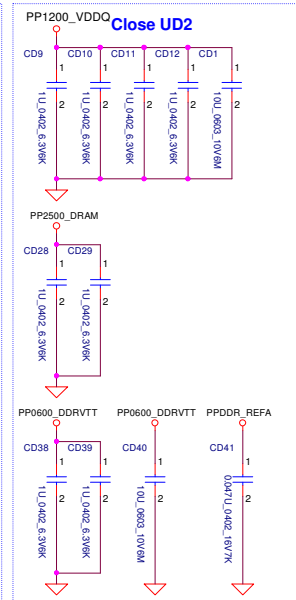 PP1200_VDDQ
Close UD2
CD9 CD10 CD11 CD12 CD1
1 1 1 1 1
2 2 2 2 2
1U_0402_6.3V6K 1U_0402_6.3V6K 1U_0402_6.3V6K 1U_0402_6.3V6K 10U_0603_10V6M
PP2500_DRAM
CD28 CD29
1 1
2 2
1U_0402_6.3V6K 1U_0402_6.3V6K
PP0600_DDRVTT PP0600_DDRVTT PPDDR_REFA
CD38 CD39 CD40 CD41
1 1 1 1
2 2 2 2
1U_0402_6.3V6K 1U_0402_6.3V6K 10U_0603_10V6M 0.047U_0402_16V7K